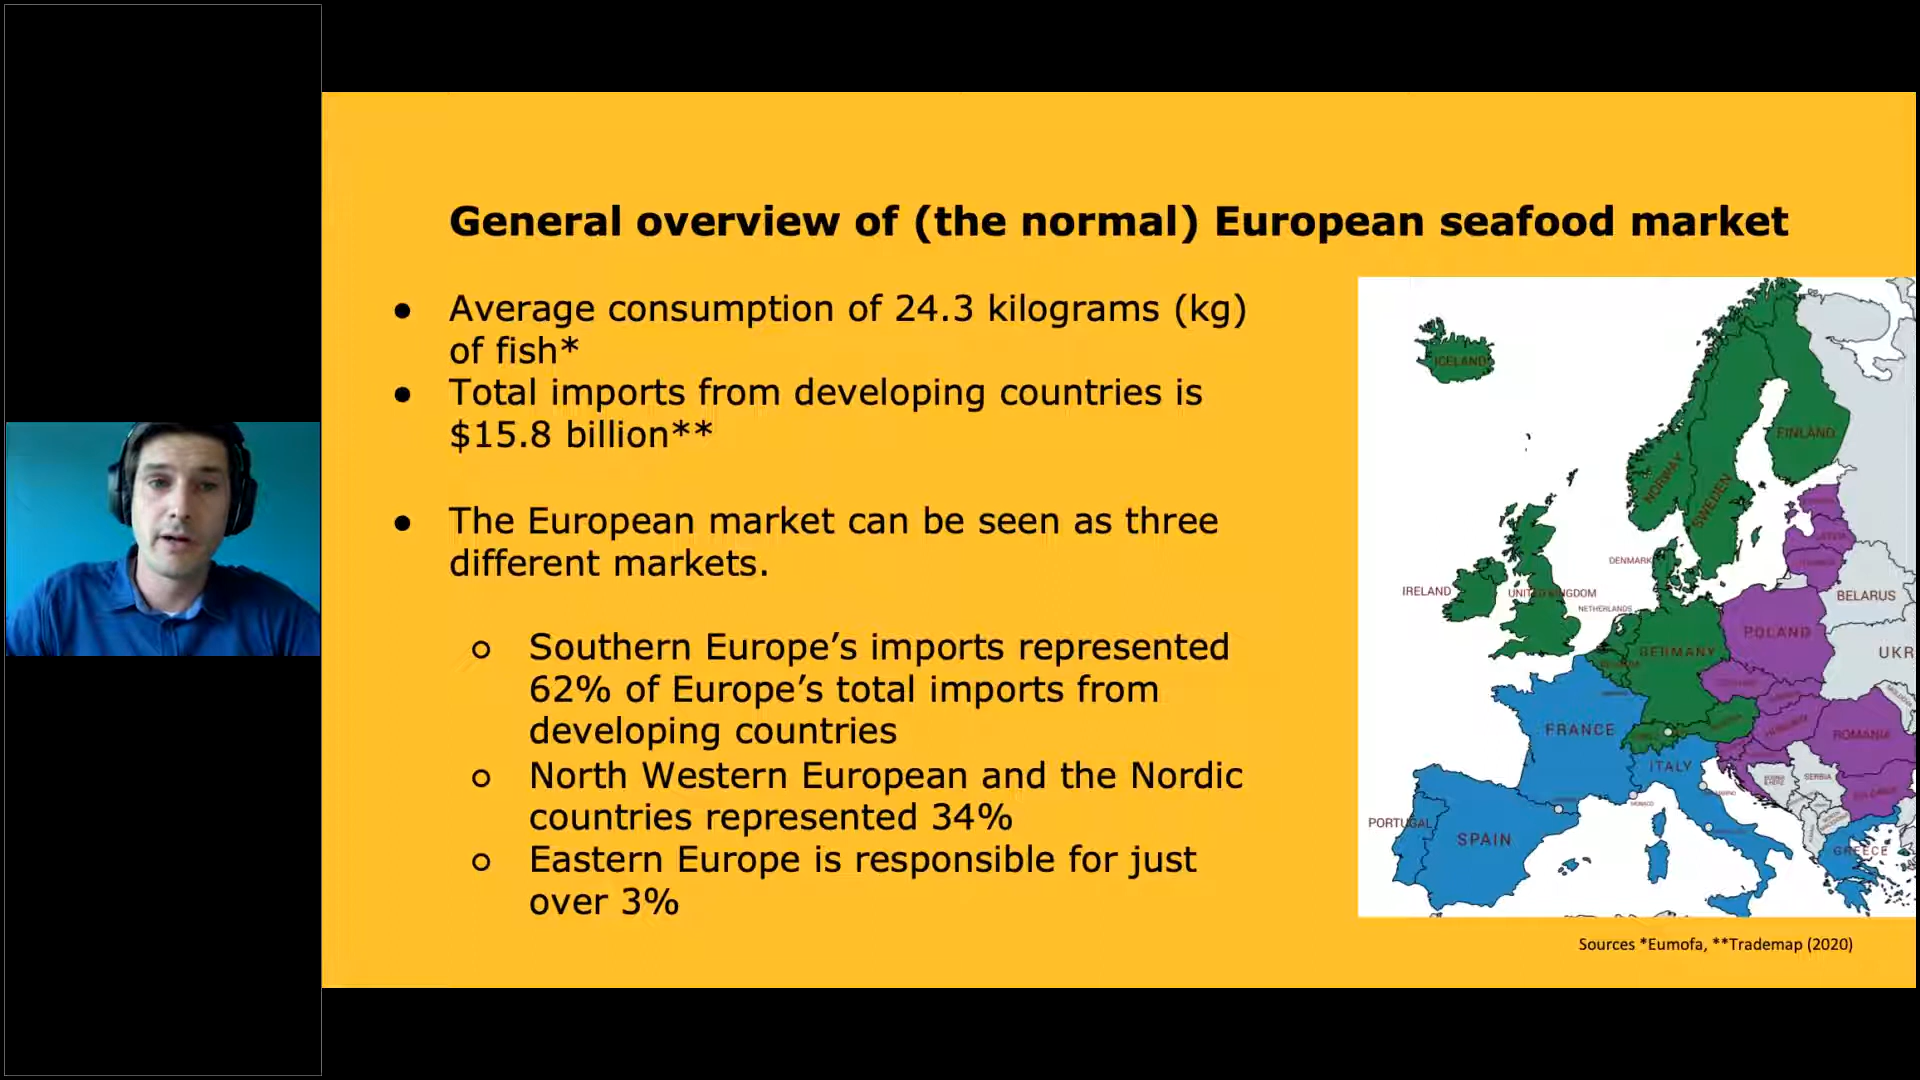 General overview of (the normal) European seafood market
● Average consumption of 24.3 kilograms (kg)
of fish*
● Total imports from developing countries is
$15.8 billion**
● The European market can be seen as three
different markets.
○ Southern Europe’s imports represented
62% of Europe’s total imports from
developing countries
○ North Western European and the Nordic
countries represented 34%
○ Eastern Europe is responsible for just
over 3%
ICELAND
FINLAND
NORWAY
SWEDEN
LATVIA
DENMARK
IRELAND
UNITED KINGDOM
BELARUS
NETHERLANDS
POLAND
GERMANY
UKR
FRANCE
ROMANIA
ITALY
SERBIA
MONACO
PORTUGAL
SPAIN
GREECE
Sources *Eumofa, **Trademap (2020)